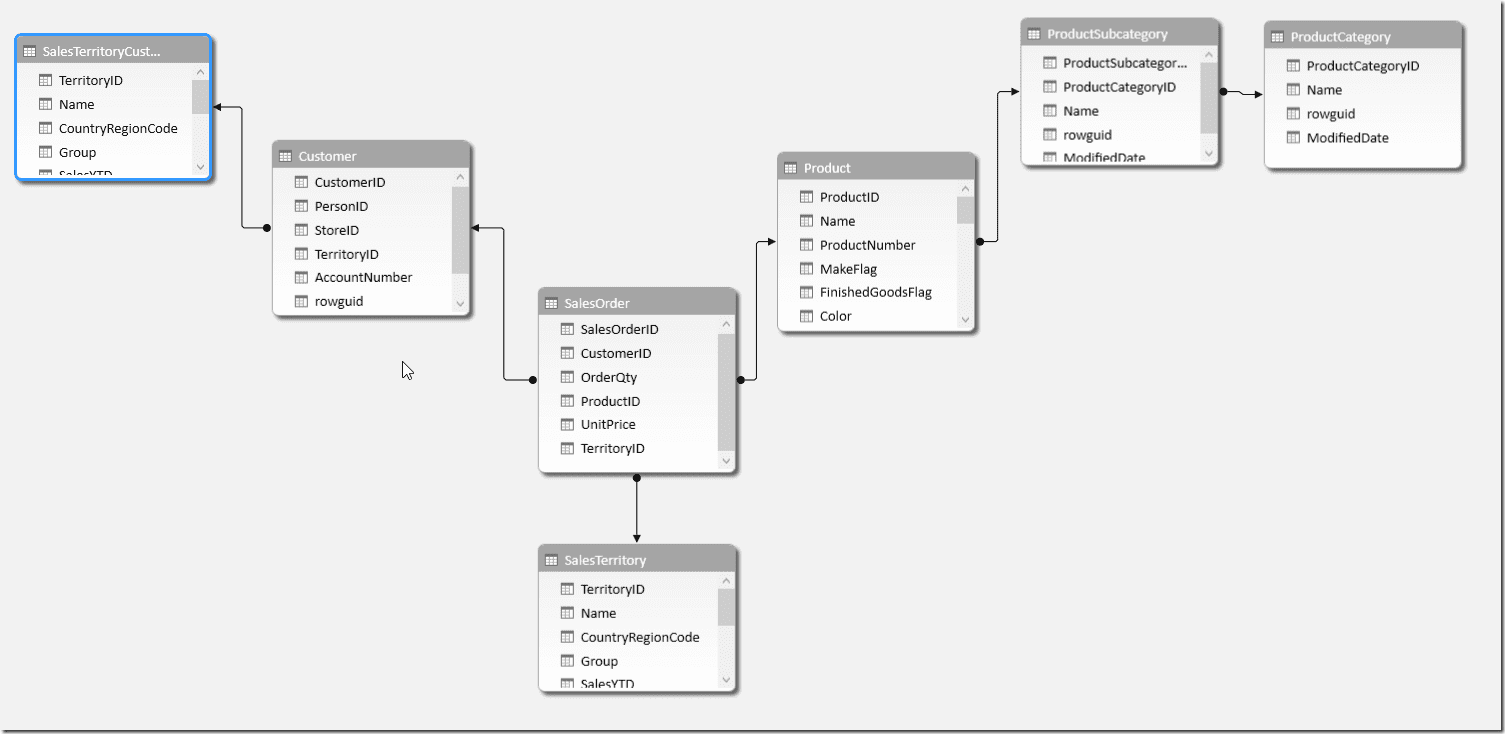 SalesTerritoryCust...
TerritoryID
Name
CountryRegionCode
Group
SalesYTD
Customer
CustomerID
PersonID
StoreID
TerritoryID
AccountNumber
rowguid
SalesOrder
SalesOrderID
CustomerID
OrderQty
ProductID
UnitPrice
TerritoryID
SalesTerritory
TerritoryID
Name
CountryRegionCode
Group
SalesYTD
Product
ProductID
Name
ProductNumber
MakeFlag
FinishedGoodsFlag
Color
ProductSubcategory
ProductSubcategor...
ProductCategoryID
Name
rowguid
ModifiedDate
ProductCategory
ProductCategoryID
Name
rowguid
ModifiedDate